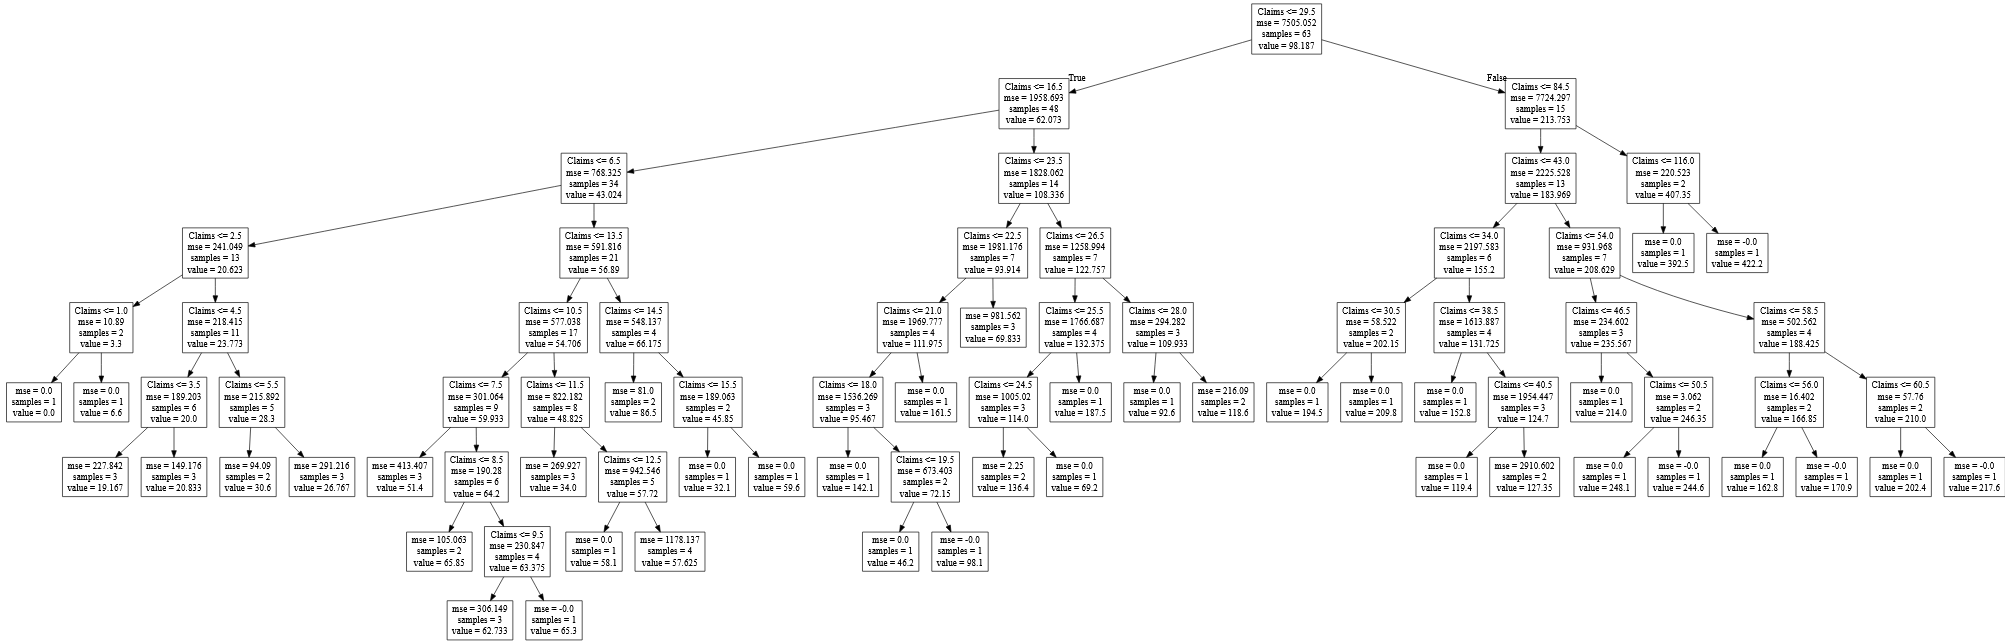 Claims <= 29.5
mse = 7505.052
samples = 63
value = 98.187
True
False
Claims <= 16.5
mse = 1958.693
samples = 48
value = 62.073
Claims <= 84.5
mse = 7724.297
samples = 15
value = 213.753
Claims <= 6.5
mse = 768.325
samples = 34
value = 43.024
Claims <= 23.5
mse = 1828.062
samples = 14
value = 108.336
Claims <= 43.0
mse = 2225.528
samples = 13
value = 183.969
Claims <= 116.0
mse = 220.523
samples = 2
value = 407.35
Claims <= 2.5
mse = 241.049
samples = 13
value = 20.623
Claims <= 13.5
mse = 591.816
samples = 21
value = 56.89
Claims <= 22.5
mse = 1981.176
samples = 7
value = 93.914
Claims <= 26.5
mse = 1258.994
samples = 7
value = 122.757
Claims <= 34.0
mse = 2197.583
samples = 6
value = 155.2
Claims <= 54.0
mse = 931.968
samples = 7
value = 208.629
mse = 0.0
samples = 1
value = 392.5
mse = -0.0
samples = 1
value = 422.2
Claims <= 1.0
mse = 10.89
samples = 2
value = 3.3
Claims <= 4.5
mse = 218.415
samples = 11
value = 23.773
Claims <= 10.5
mse = 577.038
samples = 17
value = 54.706
Claims <= 14.5
mse = 548.137
samples = 4
value = 66.175
Claims <= 21.0
mse = 1969.777
samples = 4
value = 111.975
mse = 981.562
samples = 3
value = 69.833
Claims <= 25.5
mse = 1766.687
samples = 4
value = 132.375
Claims <= 28.0
mse = 294.282
samples = 3
value = 109.933
Claims <= 30.5
mse = 58.522
samples = 2
value = 202.15
Claims <= 38.5
mse = 1613.887
samples = 4
value = 131.725
Claims <= 46.5
mse = 234.602
samples = 3
value = 235.567
Claims <= 58.5
mse = 502.562
samples = 4
value = 188.425
mse = 0.0
samples = 1
value = 0.0
mse = 0.0
samples = 1
value = 6.6
Claims <= 3.5
mse = 189.203
samples = 6
value = 20.0
Claims <= 5.5
mse = 215.892
samples = 5
value = 28.3
Claims <= 7.5
mse = 301.064
samples = 9
value = 59.933
Claims <= 11.5
mse = 822.182
samples = 8
value = 48.825
mse = 81.0
samples = 2
value = 86.5
Claims <= 15.5
mse = 189.063
samples = 2
value = 45.85
Claims <= 18.0
mse = 1536.269
samples = 3
value = 95.467
mse = 0.0
samples = 1
value = 161.5
Claims <= 24.5
mse = 1005.02
samples = 3
value = 114.0
mse = 0.0
samples = 1
value = 187.5
mse = 0.0
samples = 1
value = 92.6
mse = 216.09
samples = 2
value = 118.6
mse = 0.0
samples = 1
value = 194.5
mse = 0.0
samples = 1
value = 209.8
mse = 0.0
samples = 1
value = 152.8
Claims <= 40.5
mse = 1954.447
samples = 3
value = 124.7
mse = 0.0
samples = 1
value = 214.0
Claims <= 50.5
mse = 3.062
samples = 2
value = 246.35
Claims <= 56.0
mse = 16.402
samples = 2
value = 166.85
Claims <= 60.5
mse = 57.76
samples = 2
value = 210.0
mse = 227.842
samples = 3
value = 19.167
mse = 149.176
samples = 3
value = 20.833
mse = 94.09
samples = 2
value = 30.6
mse = 291.216
samples = 3
value = 26.767
mse = 413.407
samples = 3
value = 51.4
Claims <= 8.5
mse = 190.28
samples = 6
value = 64.2
mse = 269.927
samples = 3
value = 34.0
Claims <= 12.5
mse = 942.546
samples = 5
value = 57.72
mse = 0.0
samples = 1
value = 32.1
mse = 0.0
samples = 1
value = 59.6
mse = 0.0
samples = 1
value = 142.1
Claims <= 19.5
mse = 673.403
samples = 2
value = 72.15
mse = 2.25
samples = 2
value = 136.4
mse = 0.0
samples = 1
value = 69.2
mse = 0.0
samples = 1
value = 119.4
mse = 2910.602
samples = 2
value = 127.35
mse = 0.0
samples = 1
value = 248.1
mse = -0.0
samples = 1
value = 244.6
mse = 0.0
samples = 1
value = 162.8
mse = -0.0
samples = 1
value = 170.9
mse = 0.0
samples = 1
value = 202.4
mse = -0.0
samples = 1
value = 217.6
mse = 105.063
samples = 2
value = 65.85
Claims <= 9.5
mse = 230.847
samples = 4
value = 63.375
mse = 0.0
samples = 1
value = 58.1
mse = 1178.137
samples = 4
value = 57.625
mse = 0.0
samples = 1
value = 46.2
mse = -0.0
samples = 1
value = 98.1
mse = 306.149
samples = 3
value = 62.733
mse = -0.0
samples = 1
value = 65.3